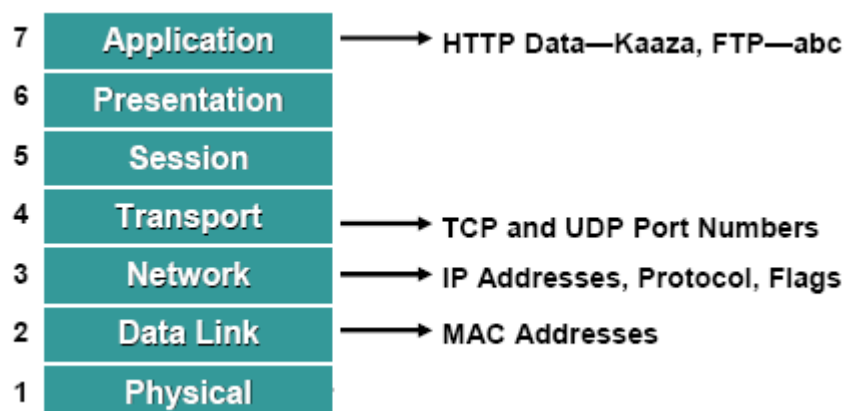 7 Application HTTP Data—Kaaza, FTP—abc
6 Presentation
5 Session
4 Transport TCP and UDP Port Numbers
3 Network IP Addresses, Protocol, Flags
2 Data Link MAC Addresses
1 Physical